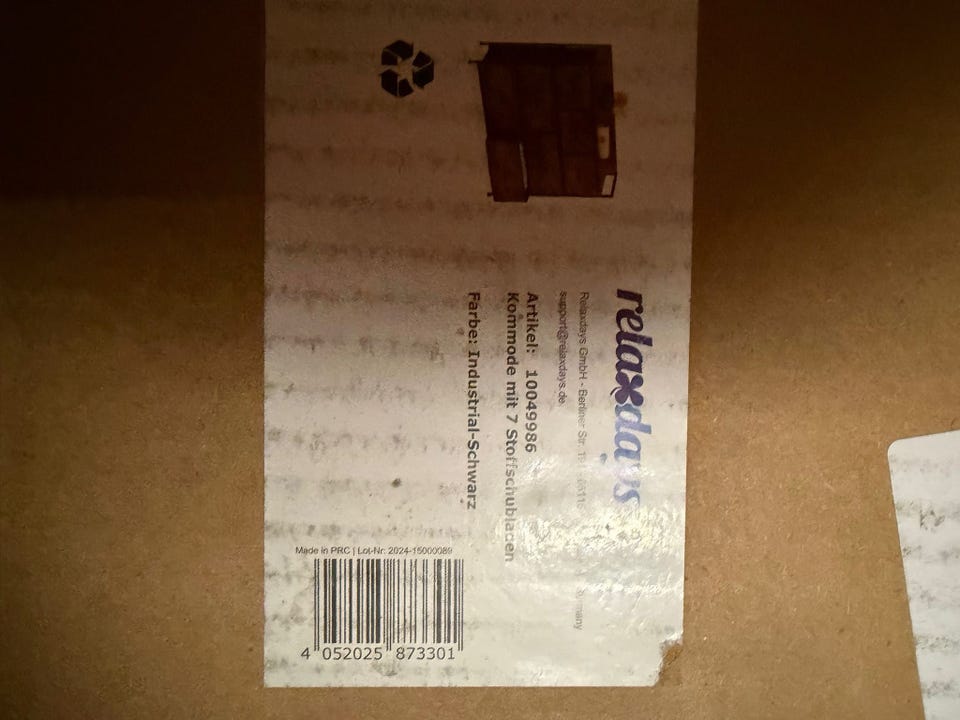 relaxdays
Relaxdays GmbH - Berliner Str.
support@relaxdays.de
Artikel: 10049986
Kommode mit 7 Stoffschubladen
Farbe: Industrial-Schwarz
Made in PRC | Lot-Nr: 2024-15000089
4 052025 873301